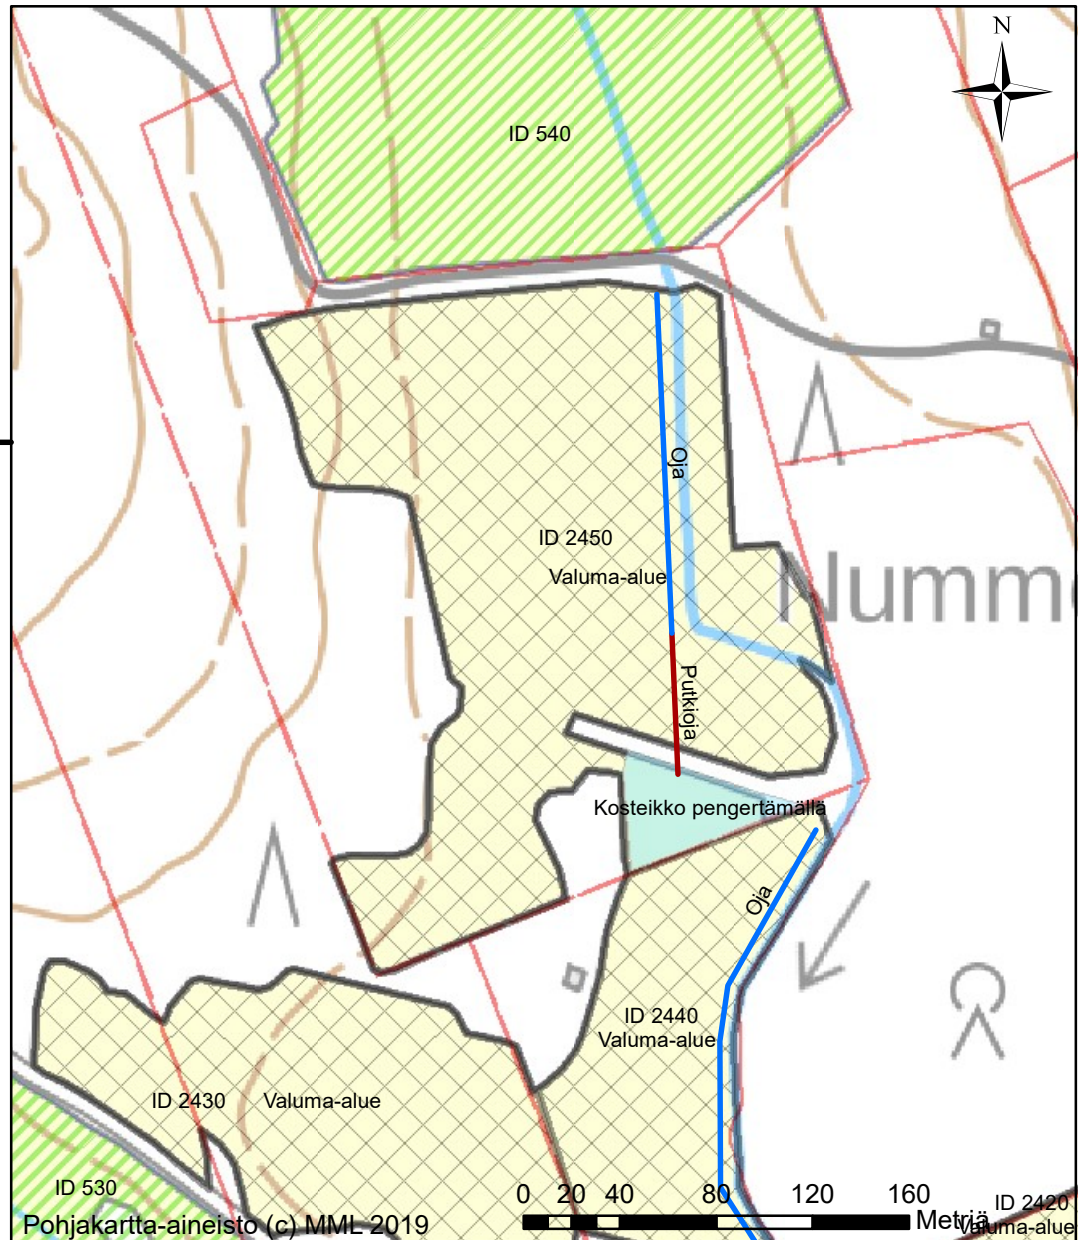 N
ID 540
Oja
ID 2450
Valuma-alue
Numme
Putkioja
Kosteikko pengertämällä
Oja
ID 2440
Valuma-alue
ID 2430 Valuma-alue
ID 530
0 20 40 80 120 160
Metriä
ID 2420
Valuma-alue
Pohjakartta-aineisto (c) MML 2019